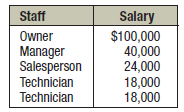 Staff Salary
Owner $100,000
Manager 40,000
Salesperson 24,000
Technician 18,000
Technician 18,000